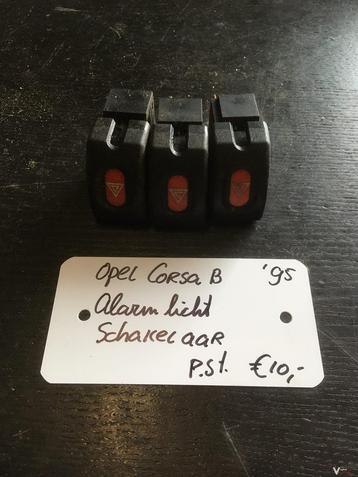 Opel Corsa B '95
Alarm licht
Schakelaar
P.St. €10,-